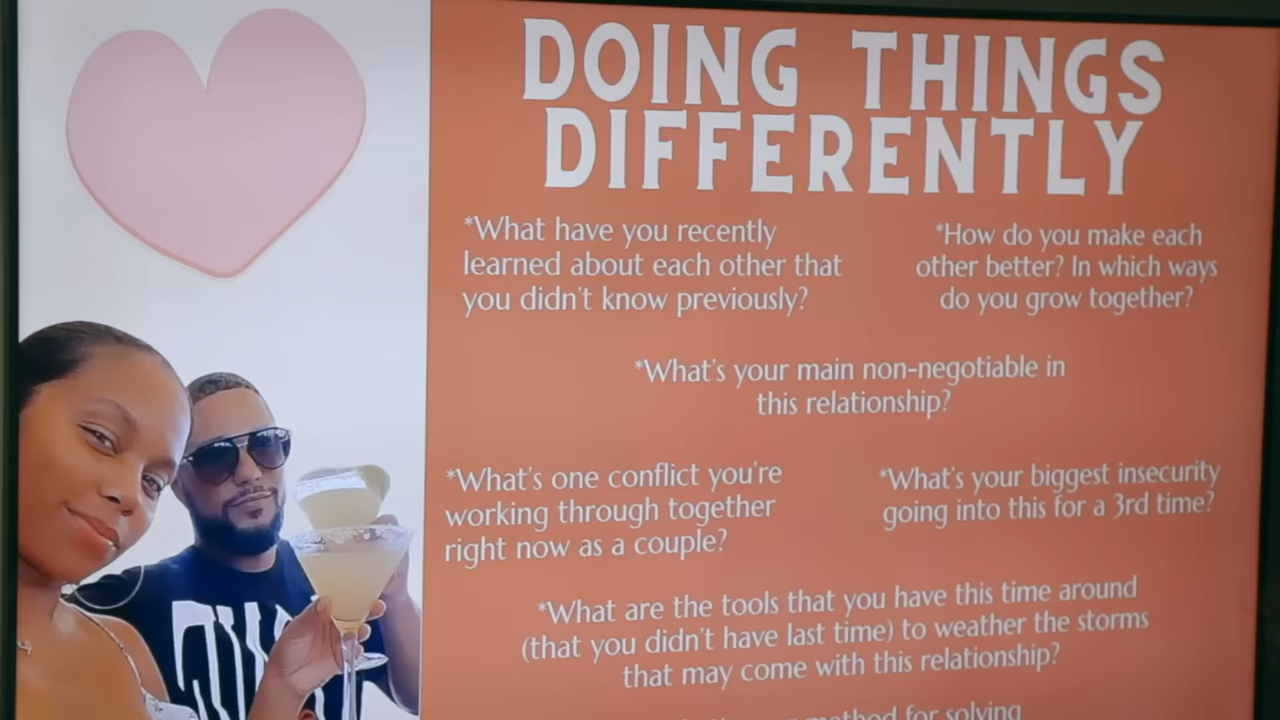 DOING THINGS
DIFFERENTLY
*What have you recently
learned about each other that
you didn't know previously?
*How do you make each
other better? In which ways
do you grow together?
*What's your main non-negotiable in
this relationship?
*What's one conflict you're
working through together
right now as a couple?
*What's your biggest insecurity
going into this for a 3rd time?
*What are the tools that you have this time around
(that you didn't have last time) to weather the storms
that may come with this relationship?
method for solving